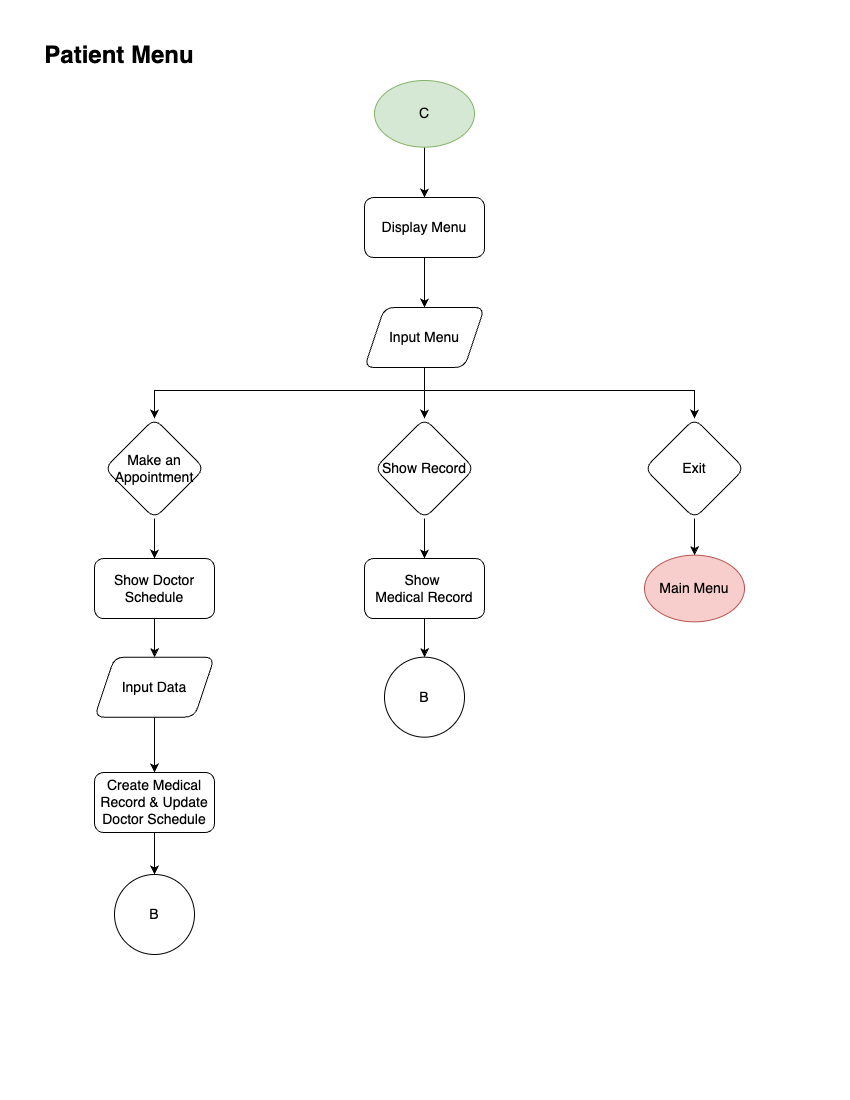 Patient Menu
C
Display Menu
Input Menu
Make an
Appointment
Show Record
Exit
Show Doctor
Schedule
Show
Medical Record
Main Menu
Input Data
B
Create Medical
Record & Update
Doctor Schedule
B